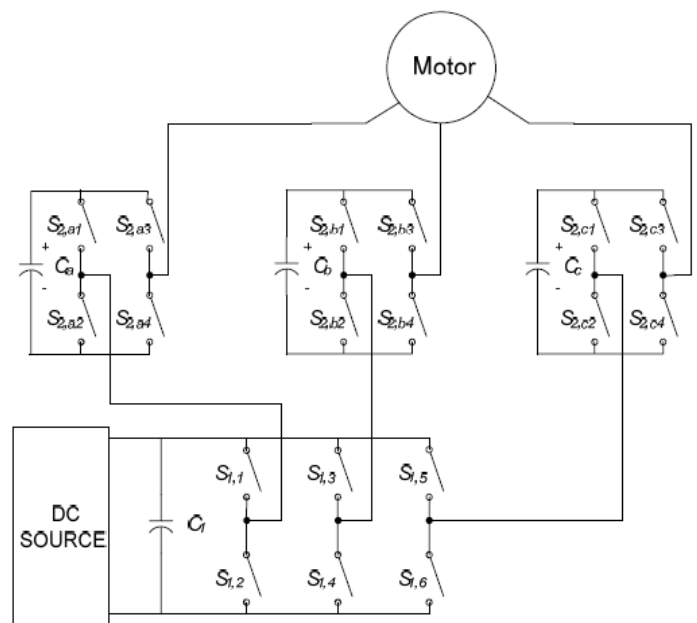 Motor
S2,a1 S2,a3
S2,b1 S2,b3
S2,c1 S2,c3
+ Ca -
+ Cb -
+ Cc -
S2,a2 S2,a4
S2,b2 S2,b4
S2,c2 S2,c4
DC
SOURCE
C1
S1,1 S1,3 S1,5
S1,2 S1,4 S1,6